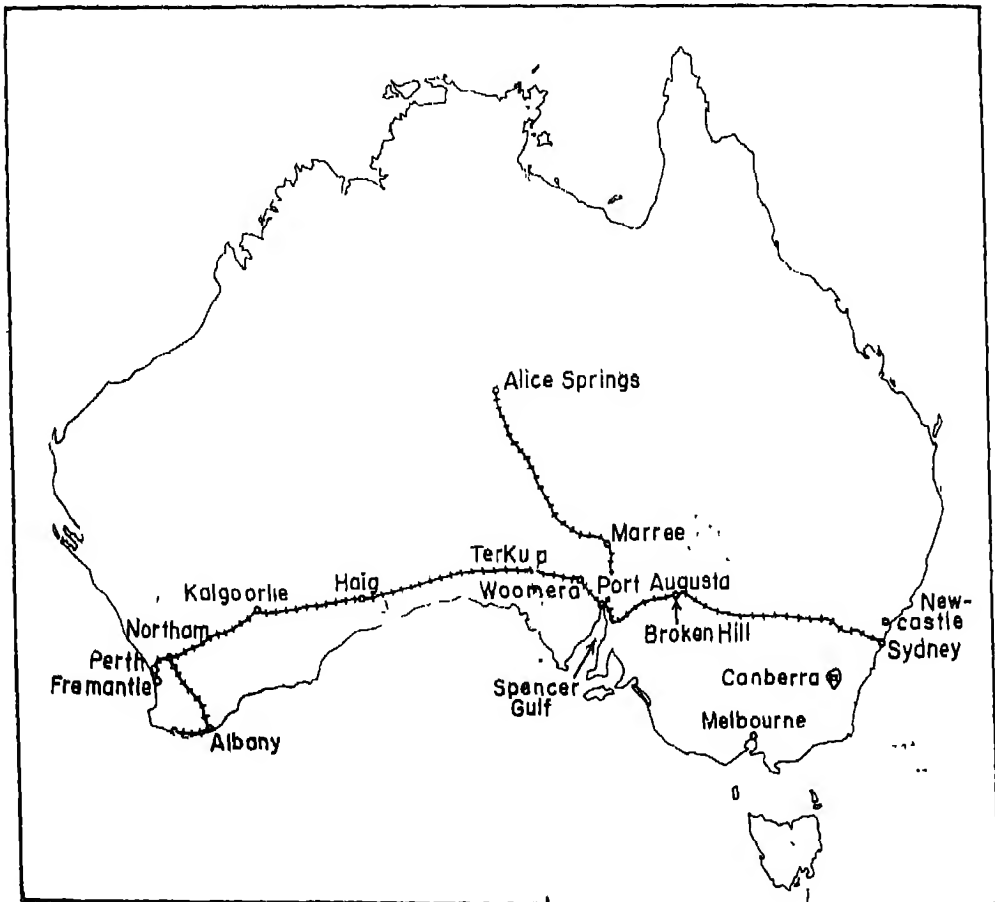 Alice Springs
Marree
TerKup
Woomera
Port Augusta
Haig
Kalgoorlie
Northam
Perth
Fremantle
Albany
Spencer
Gulf
Broken Hill
New-
castle
Sydney
Canberra
Melbourne